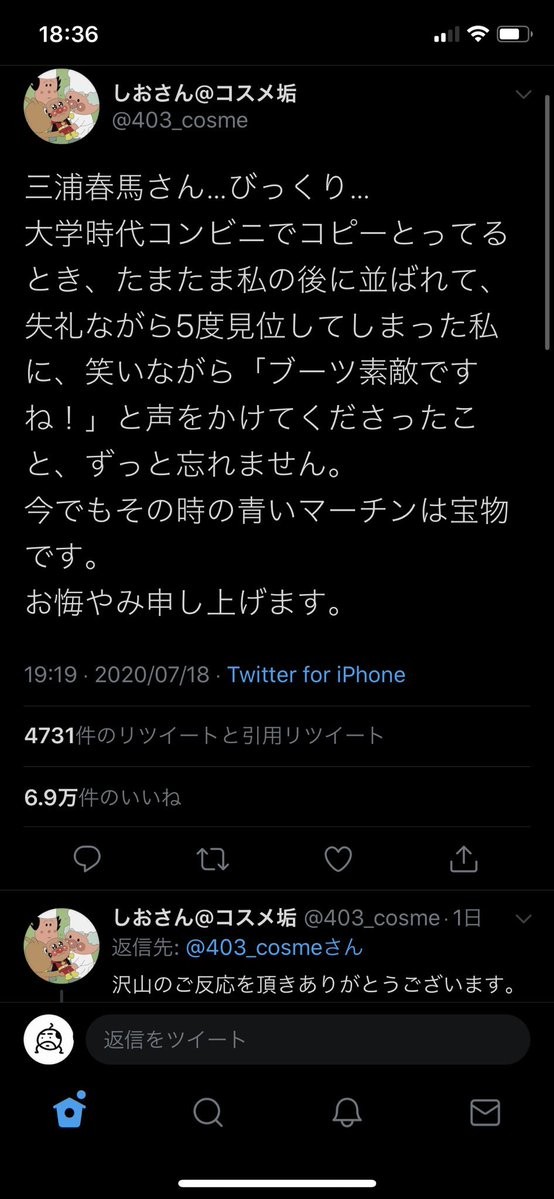 18:36
しおさん@コスメ垢
@403_cosme
三浦春馬さん…びっくり…
大学時代コンビニでコピーとってる
とき、たまたま私の後に並ばれて、
失礼ながら5度見位してしまった私
に、笑いながら「ブーツ素敵です
ね！」と声をかけてくださったこ
と、ずっと忘れません。
今でもその時の青いマーチンは宝物
です。
お悔やみ申し上げます。
19:19 · 2020/07/18 · Twitter for iPhone
4731件のリツイートと引用リツイート
6.9万件のいいね
しおさん@コスメ垢 @403_cosme · 1日
返信先: @403_cosmeさん
沢山のご反応を頂きありがとうございます。
返信をツイート